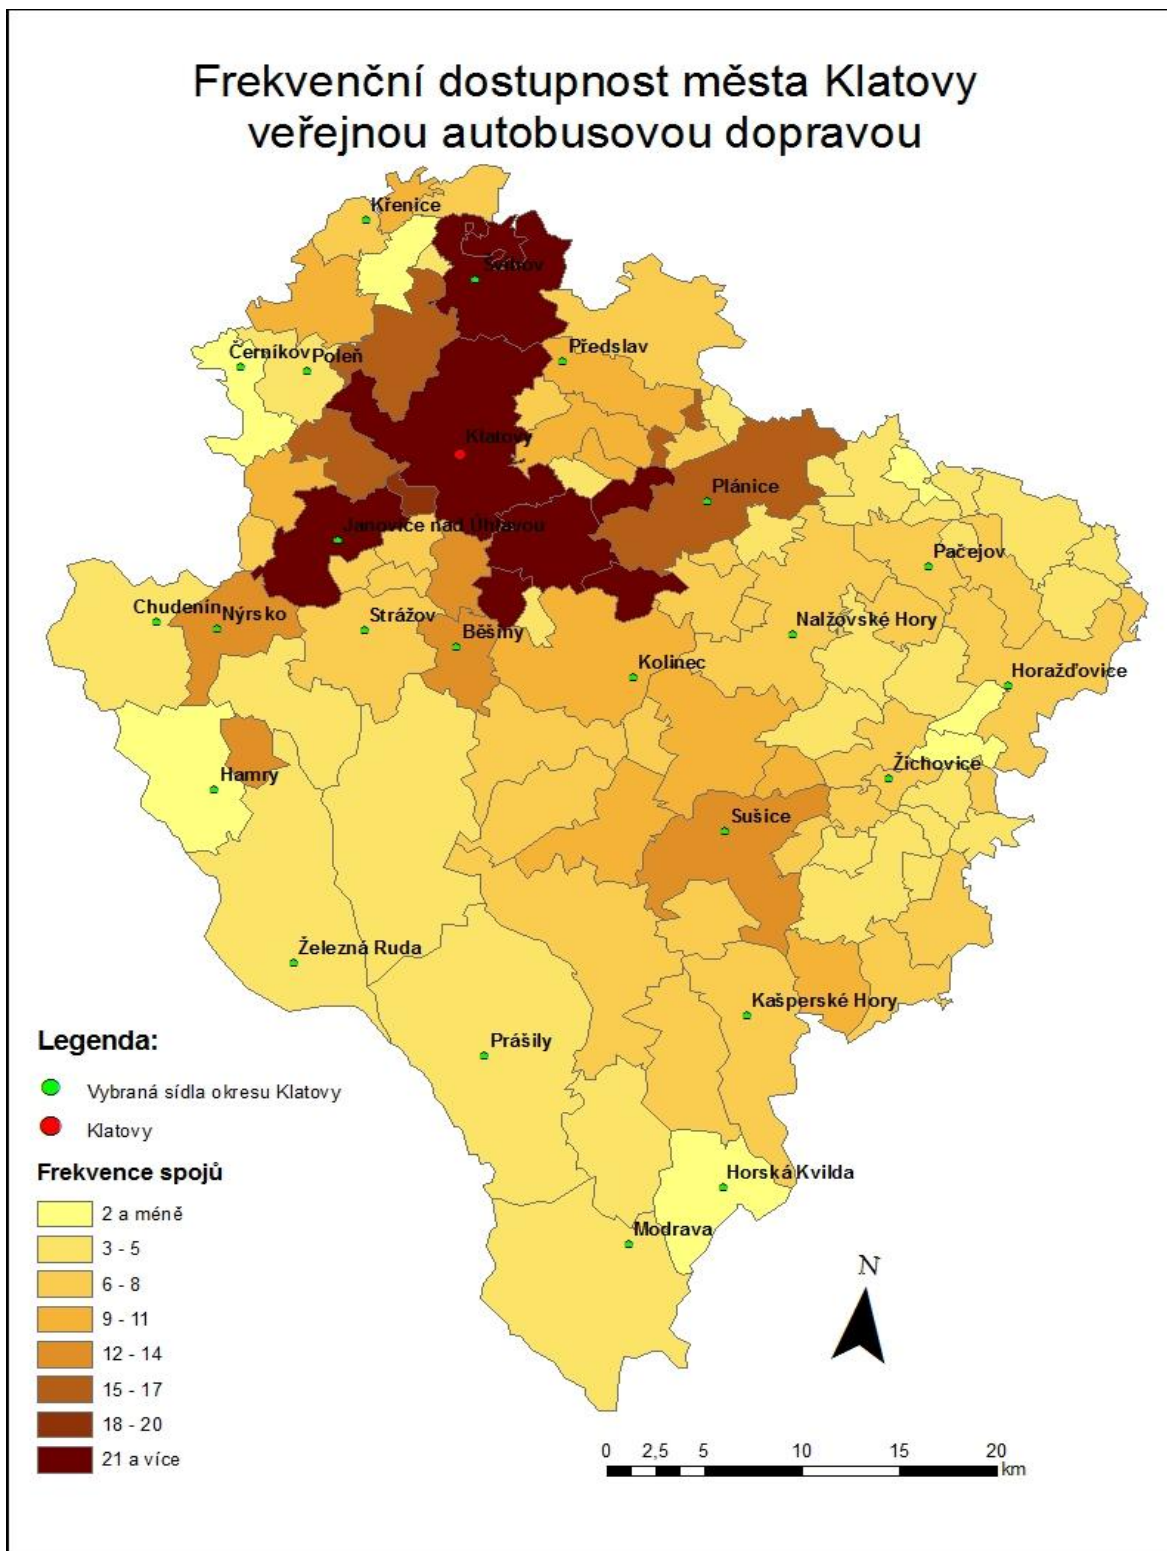 Frekvenční dostupnost města Klatovy
veřejnou autobusovou dopravou
Křenice
Švihov
Předslav
Černíkov
Poleň
Klatovy
Plánice
Janovice nad Úhlavou
Pačejov
Chudenín
Nýrsko
Strážov
Běšiny
Nalžovské Hory
Kolinec
Horažďovice
Hamry
Žichovice
Sušice
Železná Ruda
Kašperské Hory
Prášily
Horská Kvilda
Modrava
Legenda:
Vybraná sídla okresu Klatovy
Klatovy
Frekvence spojů
2 a méně
3 - 5
6 - 8
9 - 11
12 - 14
15 - 17
18 - 20
21 a více
N
0 2,5 5 10 15 20
km